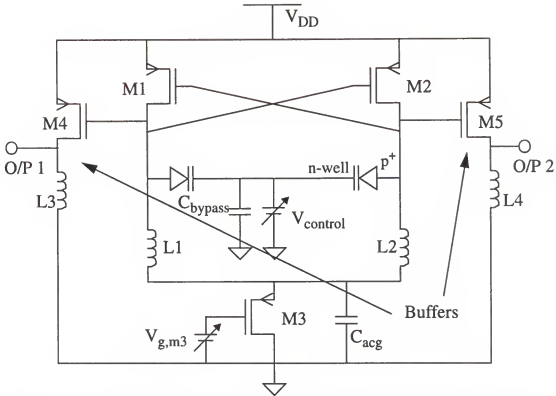 V_DD
M1
M2
M4
M5
O/P 1
n-well
p+
O/P 2
L3
C_bypass
V_control
L4
L1
L2
M3
Buffers
V_g,m3
C_acg